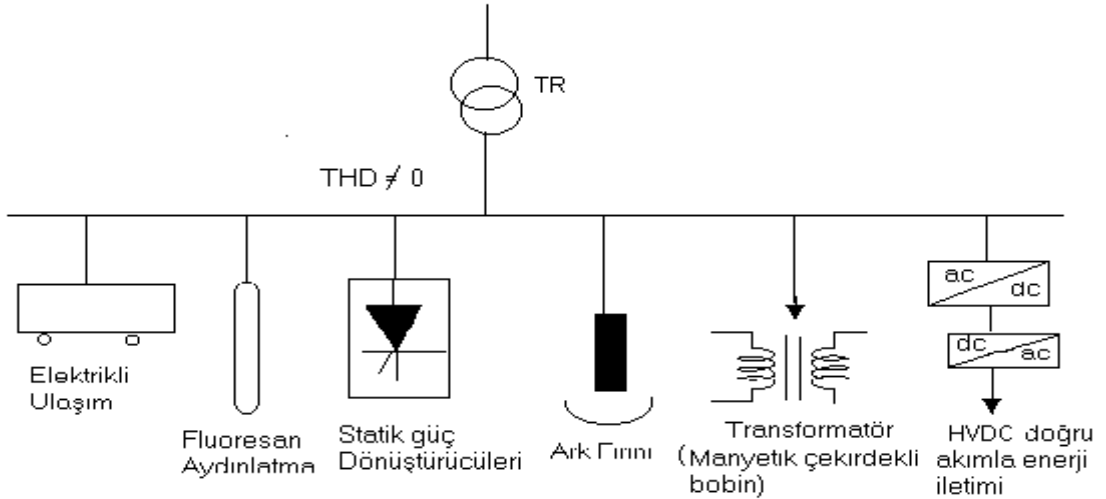 TR
THD ≠ 0
ac
dc
dc
ac
Elektrikli
Ulaşım
Fluoresan
Aydınlatma
Statik güç
Dönüştürücüleri
Ark Fırını
Transformatör
(Manyetik çekirdekli
bobin)
HVDC doğru
akımla enerji
iletimi